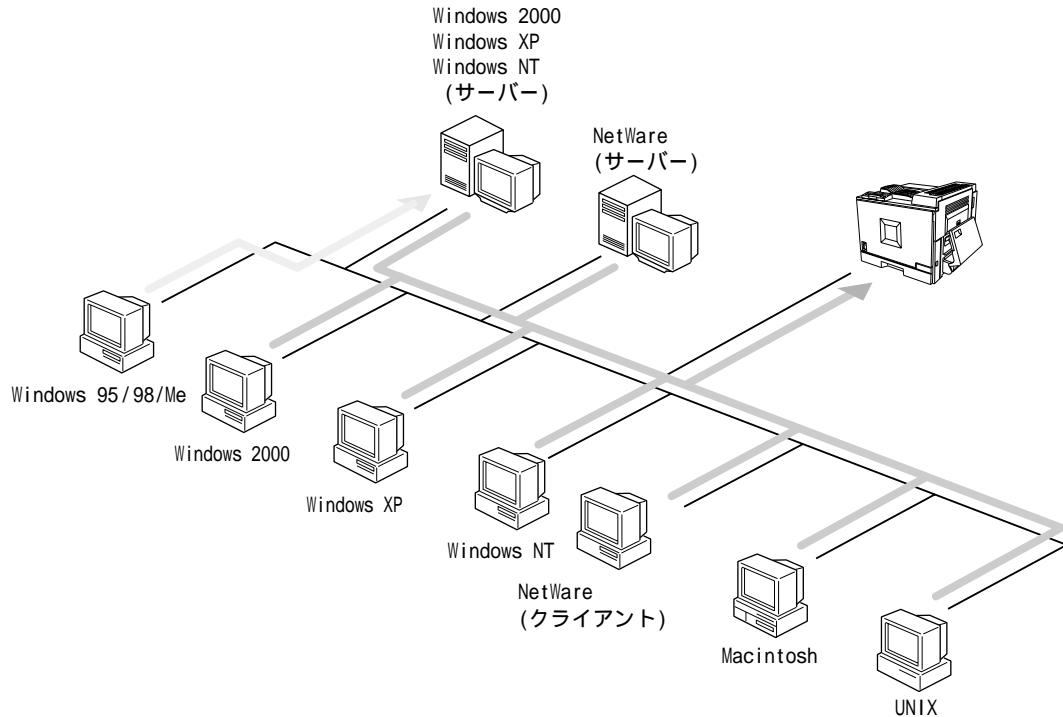 Windows 2000
Windows XP
Windows NT
(サーバー)
NetWare
(サーバー)
Windows 95/98/Me
Windows 2000
Windows XP
Windows NT
NetWare
(クライアント)
Macintosh
UNIX